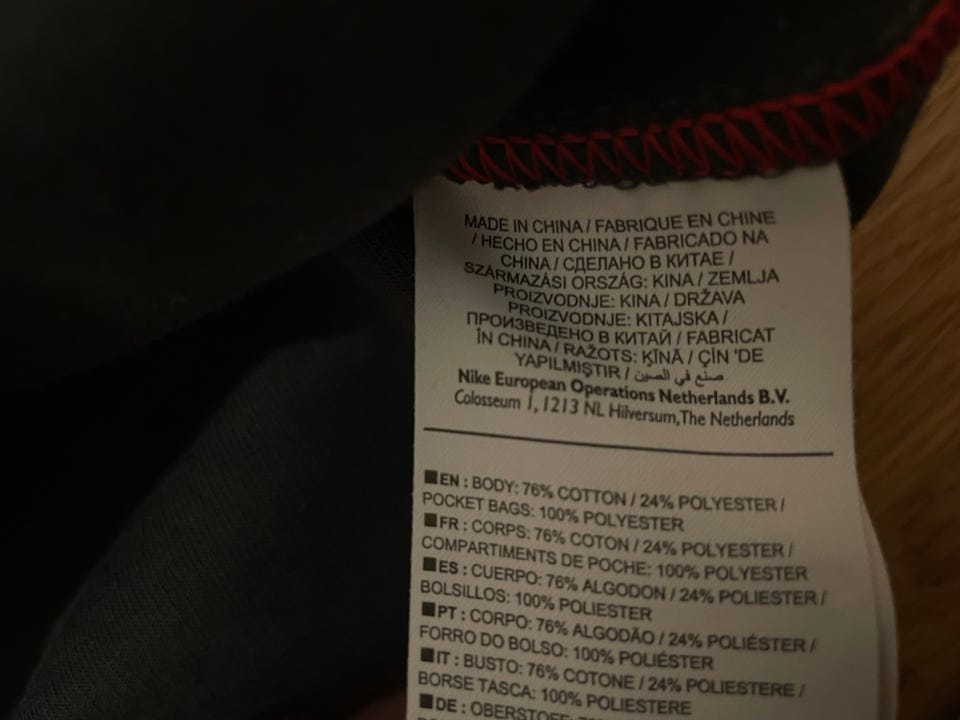 MADE IN CHINA / FABRIQUE EN CHINE
/ HECHO EN CHINA / FABRICADO NA
CHINA / СДЕЛАНО В КИТАЕ /
SZÁRMAZÁSI ORSZÁG: KINA / ZEMLJA
PROIZVODNJE: KINA / DRŽAVA
PROIZVODNJE: KITAJSKA /
ПРОИЗВЕДЕНО В КИТАЙ / FABRICAT
ÎN CHINA / RAŽOTS: ĶĪNĀ / ÇİN 'DE
YAPILMIŞTIR / صنع في الصين
Nike European Operations Netherlands B.V.
Colosseum 1, 1213 NL Hilversum,The Netherlands
EN : BODY: 76% COTTON / 24% POLYESTER /
POCKET BAGS: 100% POLYESTER
FR : CORPS: 76% COTON / 24% POLYESTER /
COMPARTIMENTS DE POCHE: 100% POLYESTER
ES : CUERPO: 76% ALGODON / 24% POLIESTER /
BOLSILLOS: 100% POLIESTER
PT : CORPO: 76% ALGODÃO / 24% POLIÉSTER /
FORRO DO BOLSO: 100% POLIÉSTER
IT : BUSTO: 76% COTONE / 24% POLIESTERE /
BORSE TASCA: 100% POLIESTERE
DE : OBERSTOFF: